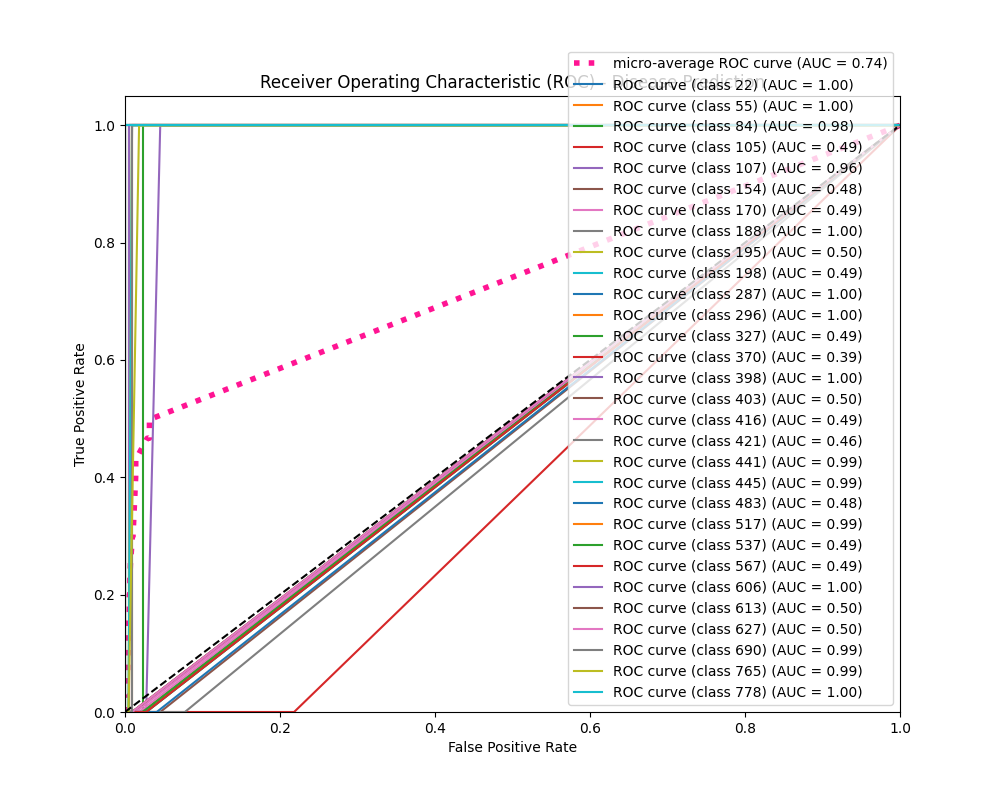 Receiver Operating Characteristic (ROC) - Disease Prediction
micro-average ROC curve (AUC = 0.74)
ROC curve (class 22) (AUC = 1.00)
ROC curve (class 55) (AUC = 1.00)
ROC curve (class 84) (AUC = 0.98)
ROC curve (class 105) (AUC = 0.49)
ROC curve (class 107) (AUC = 0.96)
ROC curve (class 154) (AUC = 0.48)
ROC curve (class 170) (AUC = 0.49)
ROC curve (class 188) (AUC = 1.00)
ROC curve (class 195) (AUC = 0.50)
ROC curve (class 198) (AUC = 0.49)
ROC curve (class 287) (AUC = 1.00)
ROC curve (class 296) (AUC = 1.00)
ROC curve (class 327) (AUC = 0.49)
ROC curve (class 370) (AUC = 0.39)
ROC curve (class 398) (AUC = 1.00)
ROC curve (class 403) (AUC = 0.50)
ROC curve (class 416) (AUC = 0.49)
ROC curve (class 421) (AUC = 0.46)
ROC curve (class 441) (AUC = 0.99)
ROC curve (class 445) (AUC = 0.99)
ROC curve (class 483) (AUC = 0.48)
ROC curve (class 517) (AUC = 0.99)
ROC curve (class 537) (AUC = 0.49)
ROC curve (class 567) (AUC = 0.49)
ROC curve (class 606) (AUC = 1.00)
ROC curve (class 613) (AUC = 0.50)
ROC curve (class 627) (AUC = 0.50)
ROC curve (class 690) (AUC = 0.99)
ROC curve (class 765) (AUC = 0.99)
ROC curve (class 778) (AUC = 1.00)
True Positive Rate
1.0
0.8
0.6
0.4
0.2
0.0
0.0 0.2 0.4 0.6 0.8 1.0
False Positive Rate